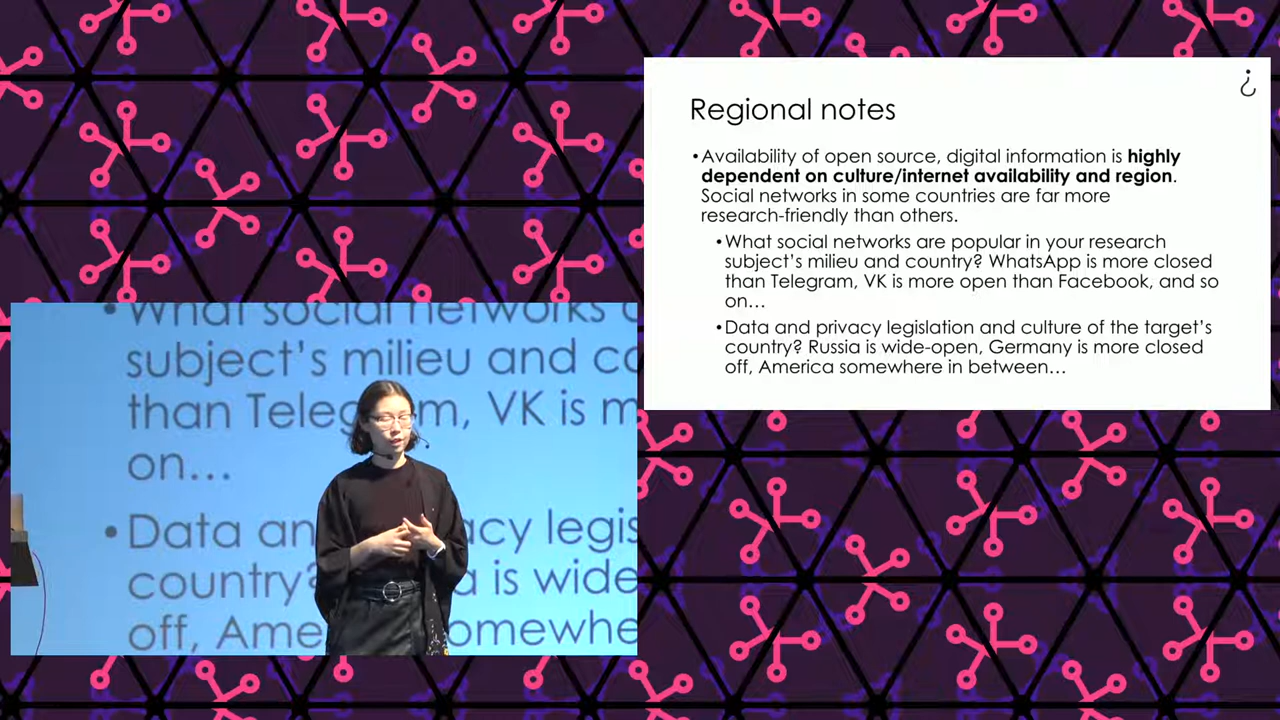 ¿
Regional notes
•Availability of open source, digital information is highly
dependent on culture/internet availability and region.
Social networks in some countries are far more
research-friendly than others.
•What social networks are popular in your research
subject’s milieu and country? WhatsApp is more closed
than Telegram, VK is more open than Facebook, and so
on…
•Data and privacy legislation and culture of the target’s
country? Russia is wide-open, Germany is more closed
off, America somewhere in between…
•What social networks
subject’s milieu and co
than Teleg m, VK is m
on…
•Data an acy legis
country? a is wide
off, Ame omewhe